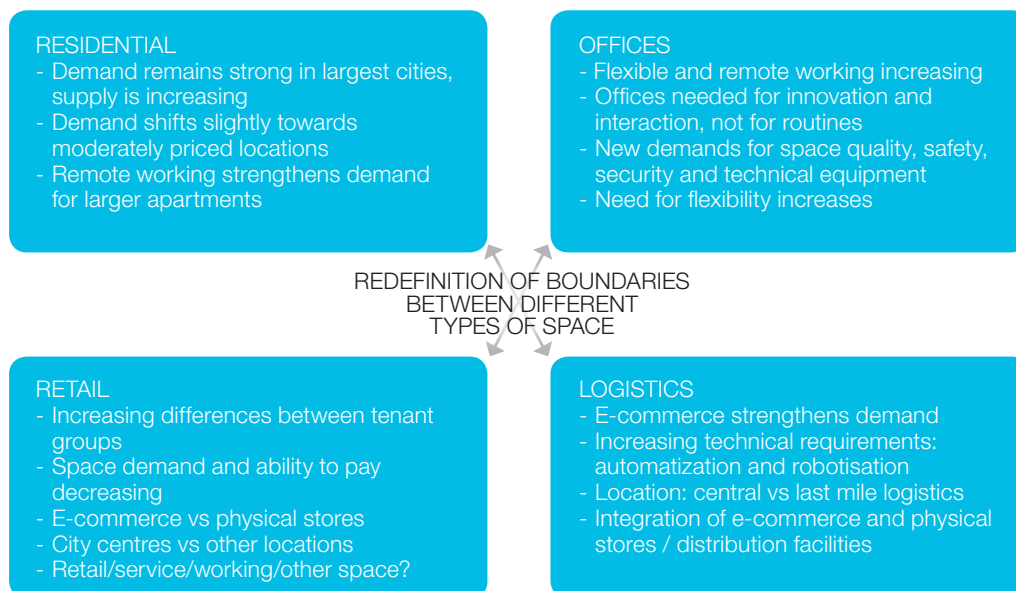 RESIDENTIAL
- Demand remains strong in largest cities,
supply is increasing
- Demand shifts slightly towards
moderately priced locations
- Remote working strengthens demand
for larger apartments
OFFICES
- Flexible and remote working increasing
- Offices needed for innovation and
interaction, not for routines
- New demands for space quality, safety,
security and technical equipment
- Need for flexibility increases
REDEFINITION OF BOUNDARIES
BETWEEN DIFFERENT
TYPES OF SPACE
RETAIL
- Increasing differences between tenant
groups
- Space demand and ability to pay
decreasing
- E-commerce vs physical stores
- City centres vs other locations
- Retail/service/working/other space?
LOGISTICS
- E-commerce strengthens demand
- Increasing technical requirements:
automatization and robotisation
- Location: central vs last mile logistics
- Integration of e-commerce and physical
stores / distribution facilities